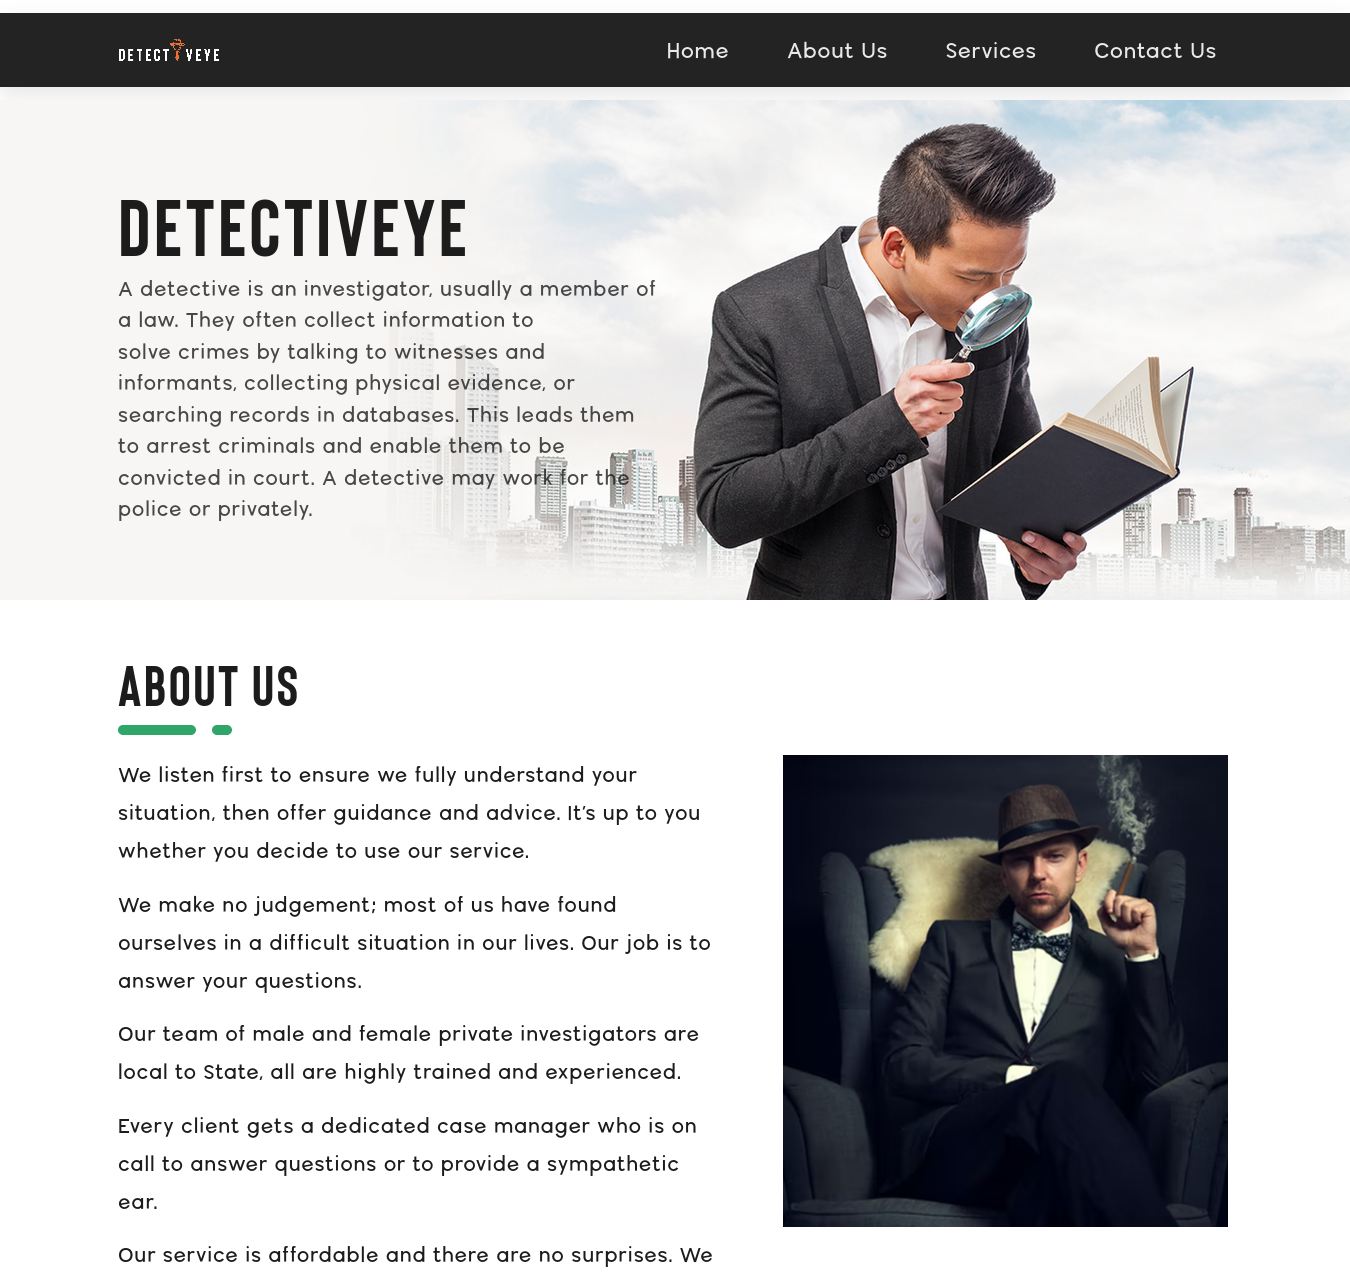 DETECTIVEYE
Home
About Us
Services
Contact Us
DETECTIVEYE
A detective is an investigator, usually a member of
a law. They often collect information to
solve crimes by talking to witnesses and
informants, collecting physical evidence, or
searching records in databases. This leads them
to arrest criminals and enable them to be
convicted in court. A detective may work for the
police or privately.
ABOUT US
We listen first to ensure we fully understand your
situation, then offer guidance and advice. It’s up to you
whether you decide to use our service.
We make no judgement; most of us have found
ourselves in a difficult situation in our lives. Our job is to
answer your questions.
Our team of male and female private investigators are
local to State, all are highly trained and experienced.
Every client gets a dedicated case manager who is on
call to answer questions or to provide a sympathetic
ear.
Our service is affordable and there are no surprises. We